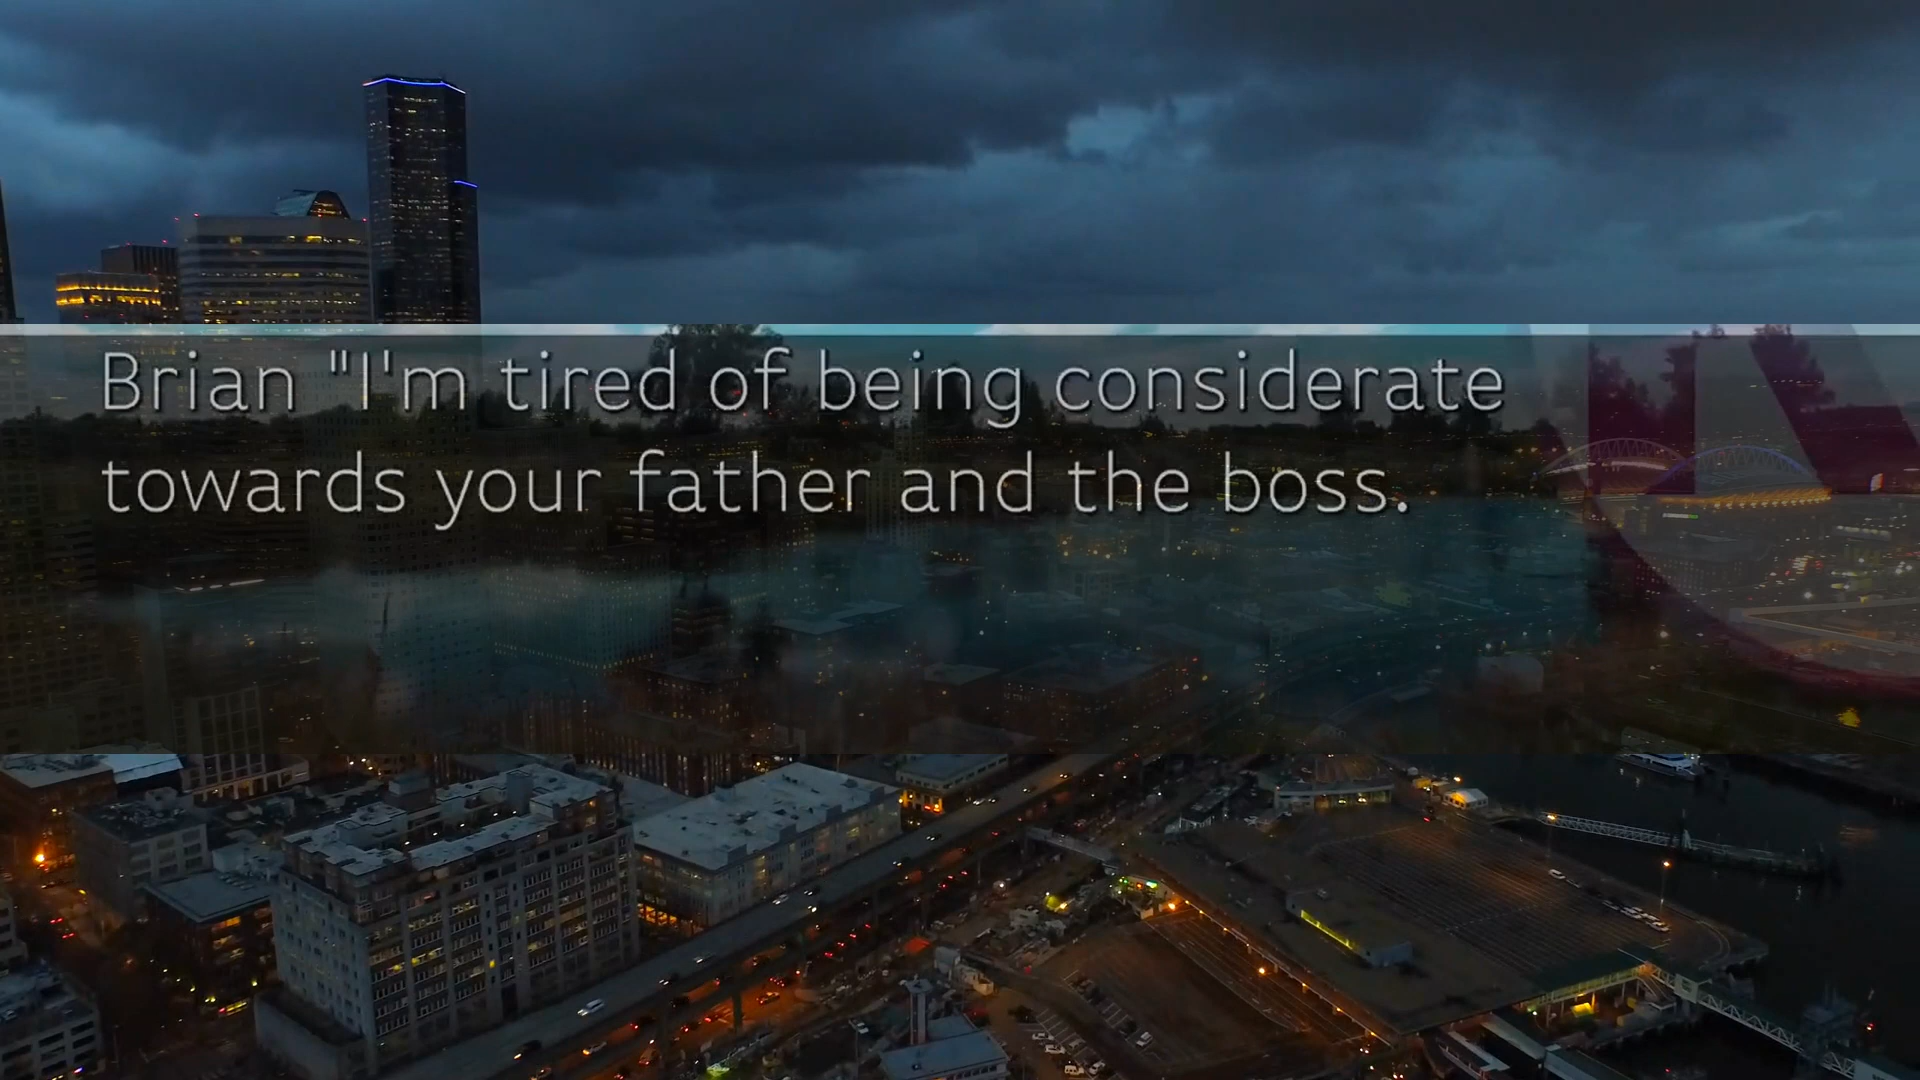 Brian "I'm tired of being considerate
towards your father and the boss.